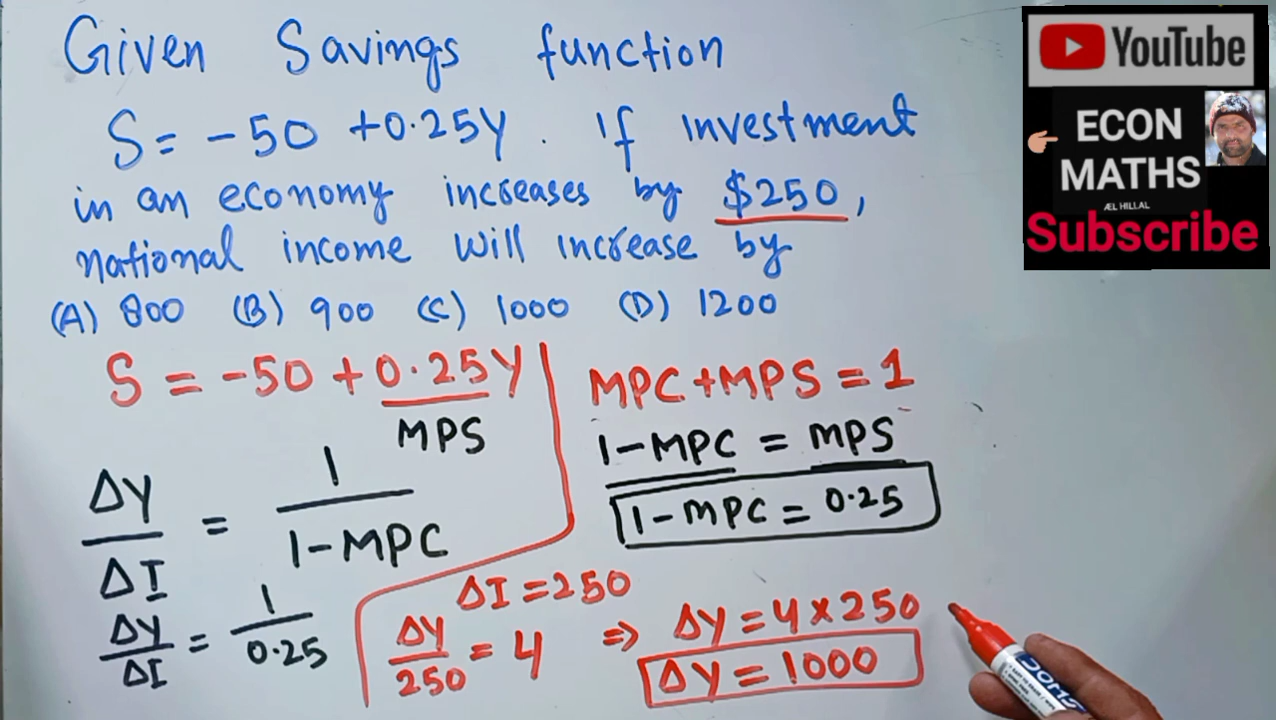 Given Savings function
S = -50 +0.25Y. If investment
in an economy increases by $250,
national income will increase by
(A) 800 (B) 900 (C) 1000 (D) 1200
S = -50 + 0.25Y
MPS
ΔY/ΔI = 1/(1-MPC)
ΔY/ΔI = 1/0.25
MPC+MPS = 1
1-MPC = MPS
1-MPC = 0.25
ΔI = 250
ΔY/250 = 4 ⇒ ΔY = 4×250
ΔY = 1000
YouTube
ECON
MATHS
ÆL HILLAL
Subscribe